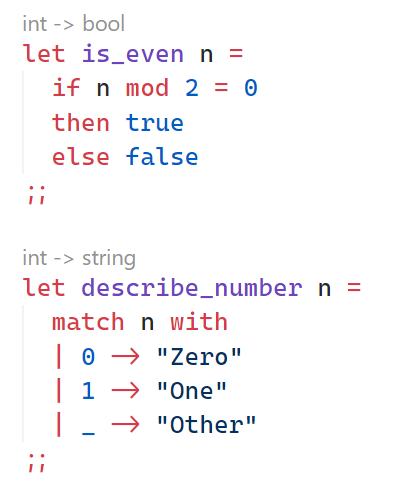 int -> bool
let is_even n =
  if n mod 2 = 0
  then true
  else false
;;

int -> string
let describe_number n =
  match n with
  | 0 -> "Zero"
  | 1 -> "One"
  | _ -> "Other"
;;